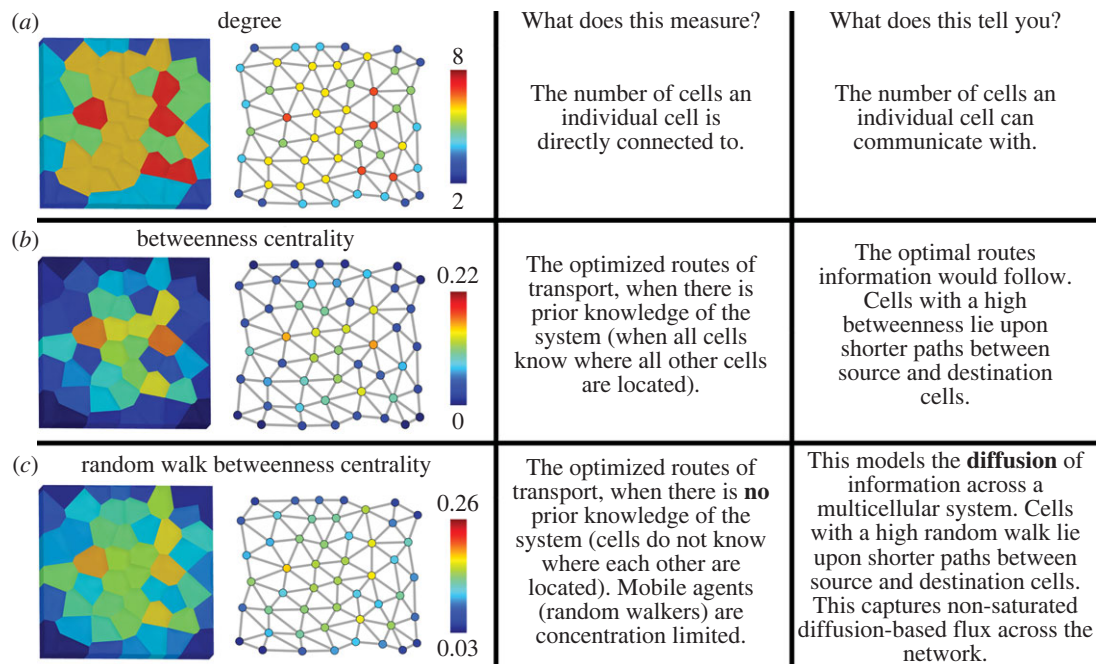 (a)
degree
8
2
What does this measure?
The number of cells an
individual cell is
directly connected to.
What does this tell you?
The number of cells an
individual cell can
communicate with.
(b)
betweenness centrality
0.22
0
The optimized routes of
transport, when there is
prior knowledge of the
system (when all cells
know where all other cells
are located).
The optimal routes
information would follow.
Cells with a high
betweenness lie upon
shorter paths between
source and destination
cells.
(c)
random walk betweenness centrality
0.26
0.03
The optimized routes of
transport, when there is no
prior knowledge of the
system (cells do not know
where each other are
located). Mobile agents
(random walkers) are
concentration limited.
This models the diffusion of
information across a
multicellular system. Cells
with a high random walk lie
upon shorter paths between
source and destination cells.
This captures non-saturated
diffusion-based flux across the
network.